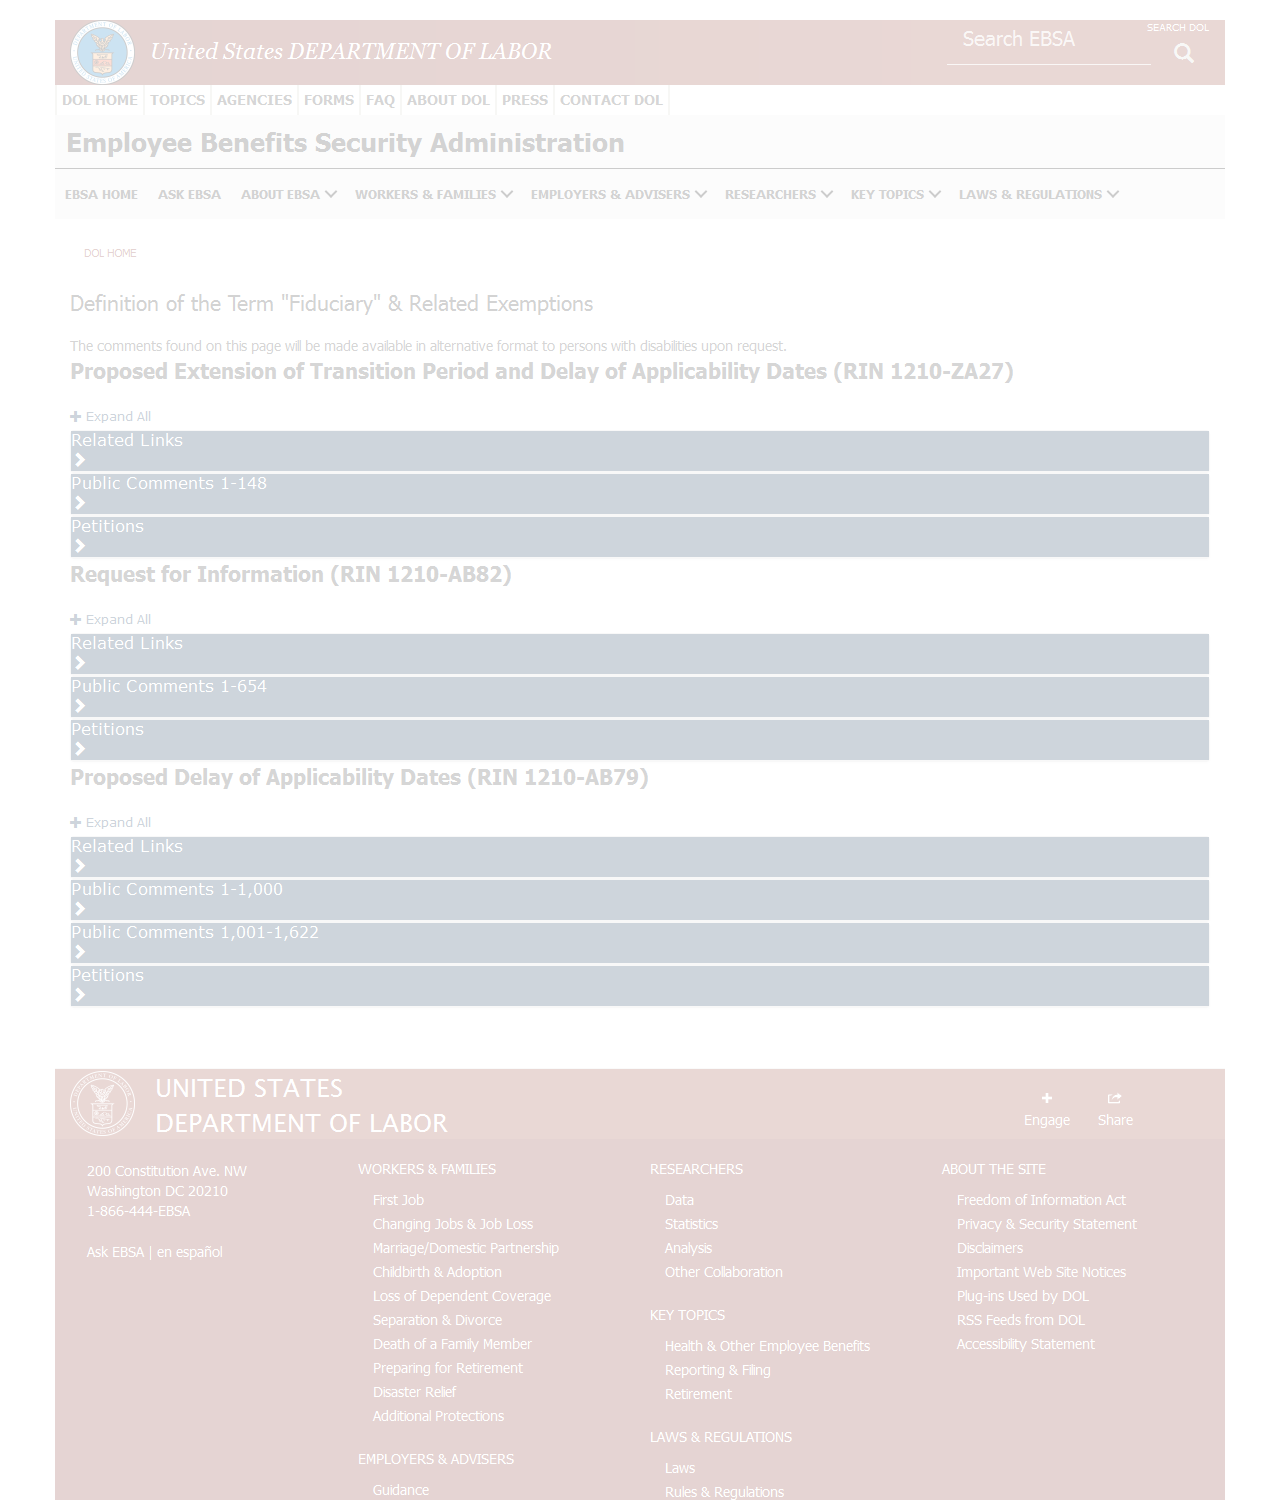 United States DEPARTMENT OF LABOR
Search EBSA
SEARCH DOL
DOL HOME TOPICS AGENCIES FORMS FAQ ABOUT DOL PRESS CONTACT DOL
Employee Benefits Security Administration
EBSA HOME ASK EBSA ABOUT EBSA WORKERS & FAMILIES EMPLOYERS & ADVISERS RESEARCHERS KEY TOPICS LAWS & REGULATIONS
DOL HOME
Definition of the Term "Fiduciary" & Related Exemptions
The comments found on this page will be made available in alternative format to persons with disabilities upon request.
Proposed Extension of Transition Period and Delay of Applicability Dates (RIN 1210-ZA27)
Expand All
Related Links
Public Comments 1-148
Petitions
Request for Information (RIN 1210-AB82)
Expand All
Related Links
Public Comments 1-654
Petitions
Proposed Delay of Applicability Dates (RIN 1210-AB79)
Expand All
Related Links
Public Comments 1-1,000
Public Comments 1,001-1,622
Petitions
UNITED STATES
DEPARTMENT OF LABOR
Engage
Share
200 Constitution Ave. NW
Washington DC 20210
1-866-444-EBSA
Ask EBSA | en español
WORKERS & FAMILIES
First Job
Changing Jobs & Job Loss
Marriage/Domestic Partnership
Childbirth & Adoption
Loss of Dependent Coverage
Separation & Divorce
Death of a Family Member
Preparing for Retirement
Disaster Relief
Additional Protections
EMPLOYERS & ADVISERS
Guidance
RESEARCHERS
Data
Statistics
Analysis
Other Collaboration
KEY TOPICS
Health & Other Employee Benefits
Reporting & Filing
Retirement
LAWS & REGULATIONS
Laws
Rules & Regulations
ABOUT THE SITE
Freedom of Information Act
Privacy & Security Statement
Disclaimers
Important Web Site Notices
Plug-ins Used by DOL
RSS Feeds from DOL
Accessibility Statement